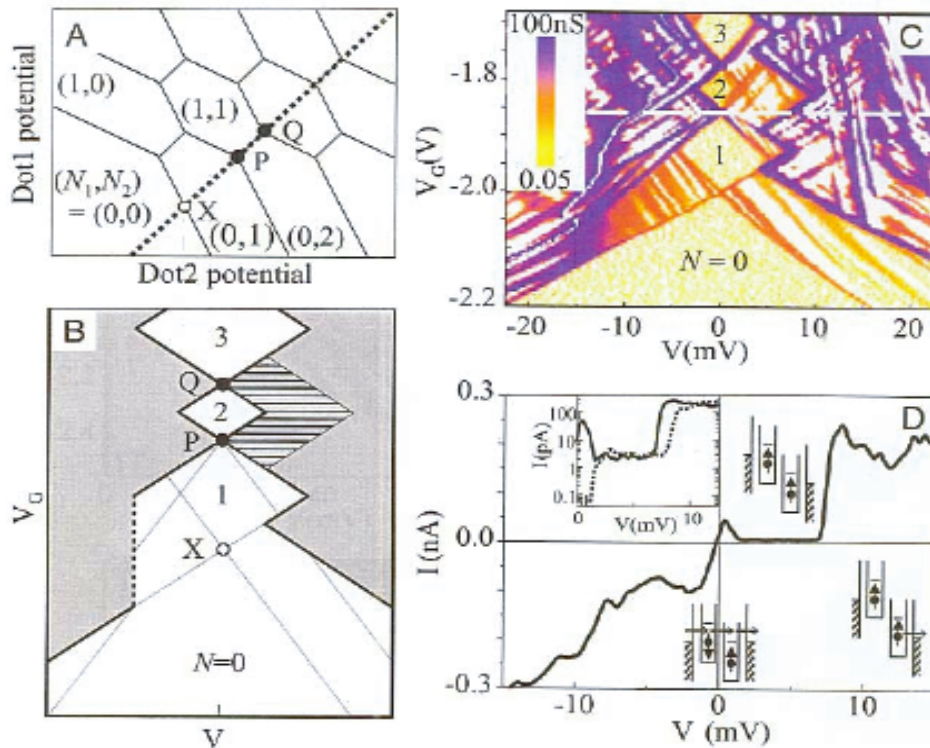 A
Dot1 potential
(1,0)
(1,1)
Q
P
(N1,N2)
= (0,0)
X
(0,1)
(0,2)
Dot2 potential
B
3
Q
2
P
1
X
N=0
VG
V
C
100nS
0.05
3
2
1
N = 0
VG(V)
-1.8
-2.0
-2.2
-20
-10
0
10
20
V(mV)
D
I(nA)
0.3
0.0
-0.3
I(pA)
100
10
1
0.1
0
10
V(mV)
-10
0
10
V (mV)